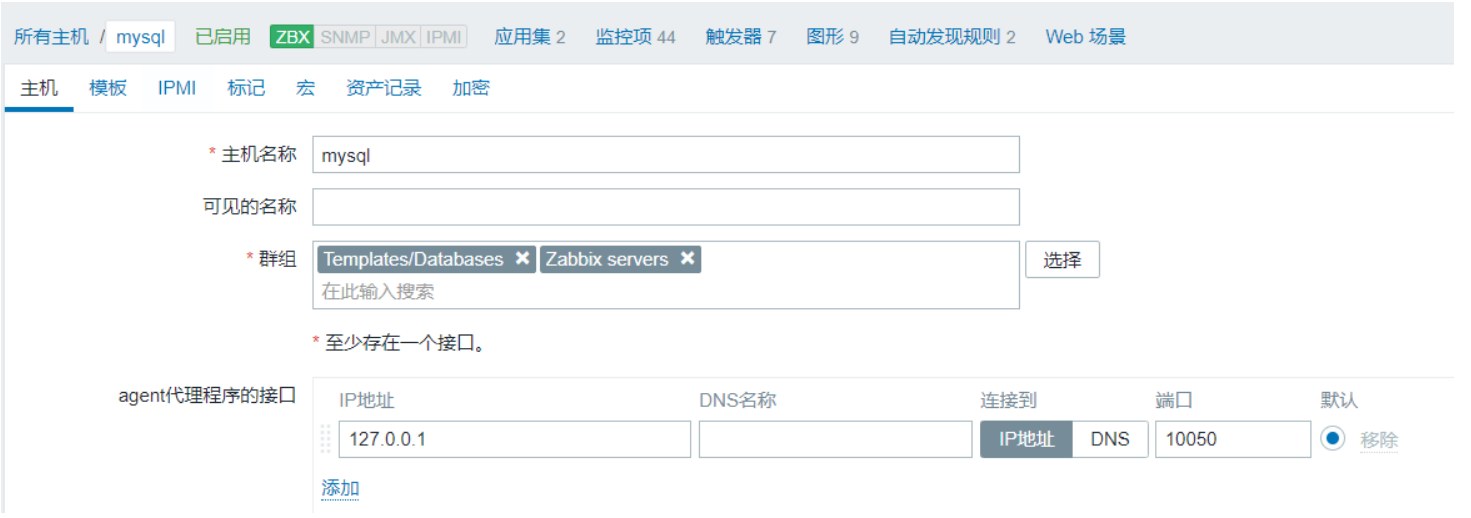 所有主机 / mysql 已启用 ZBX SNMP JMX IPMI 应用集 2 监控项 44 触发器 7 图形 9 自动发现规则 2 Web 场景
主机 模板 IPMI 标记 宏 资产记录 加密
* 主机名称 mysql
可见的名称
* 群组 Templates/Databases ✖ Zabbix servers ✖ 选择
在此输入搜索
* 至少存在一个接口。
agent代理程序的接口 IP地址 DNS名称 连接到 端口 默认
127.0.0.1 IP地址 DNS 10050 移除
添加